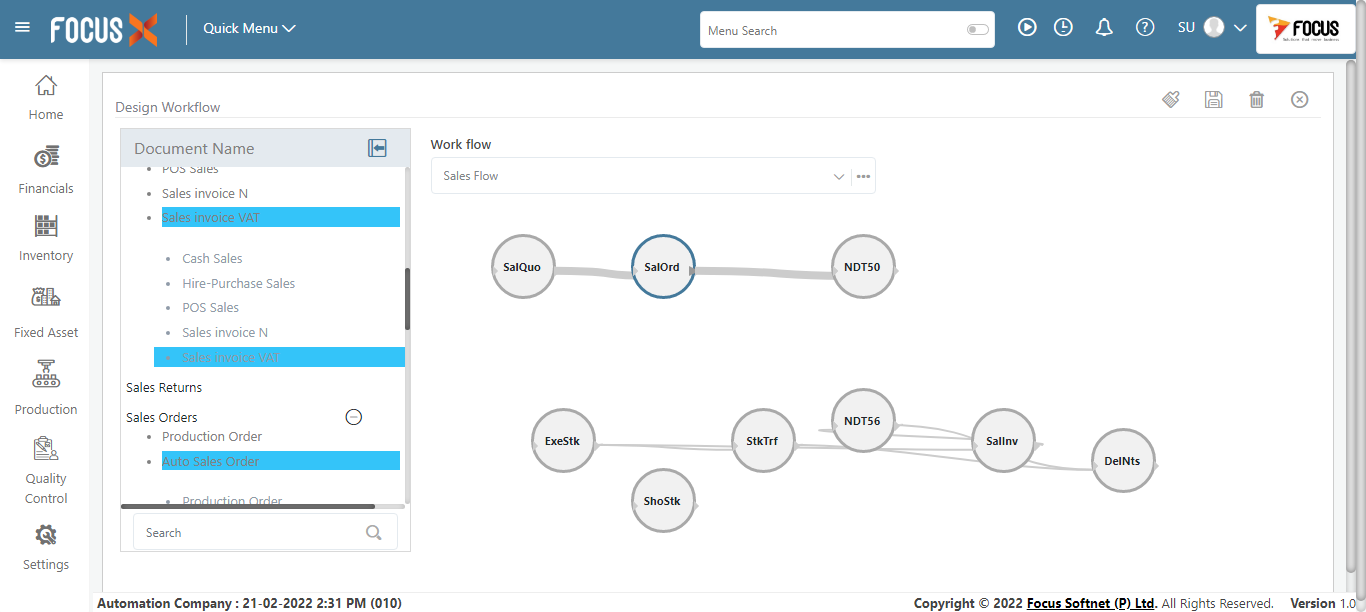 FOCUS X
Quick Menu
Menu Search
SU
FOCUS
Home
Financials
Inventory
Fixed Asset
Production
Quality
Control
Settings
Design Workflow
Document Name
POS Sales
Sales invoice N
Sales invoice VAT
Cash Sales
Hire-Purchase Sales
POS Sales
Sales invoice N
Sales invoice VAT
Sales Returns
Sales Orders
Production Order
Auto Sales Order
Production Order
Search
Work flow
Sales Flow
SalQuo
SalOrd
NDT50
ExeStk
StkTrf
NDT56
SalInv
DelNts
ShoStk
Automation Company : 21-02-2022 2:31 PM (010)
Copyright © 2022 Focus Softnet (P) Ltd. All Rights Reserved. Version 1.0